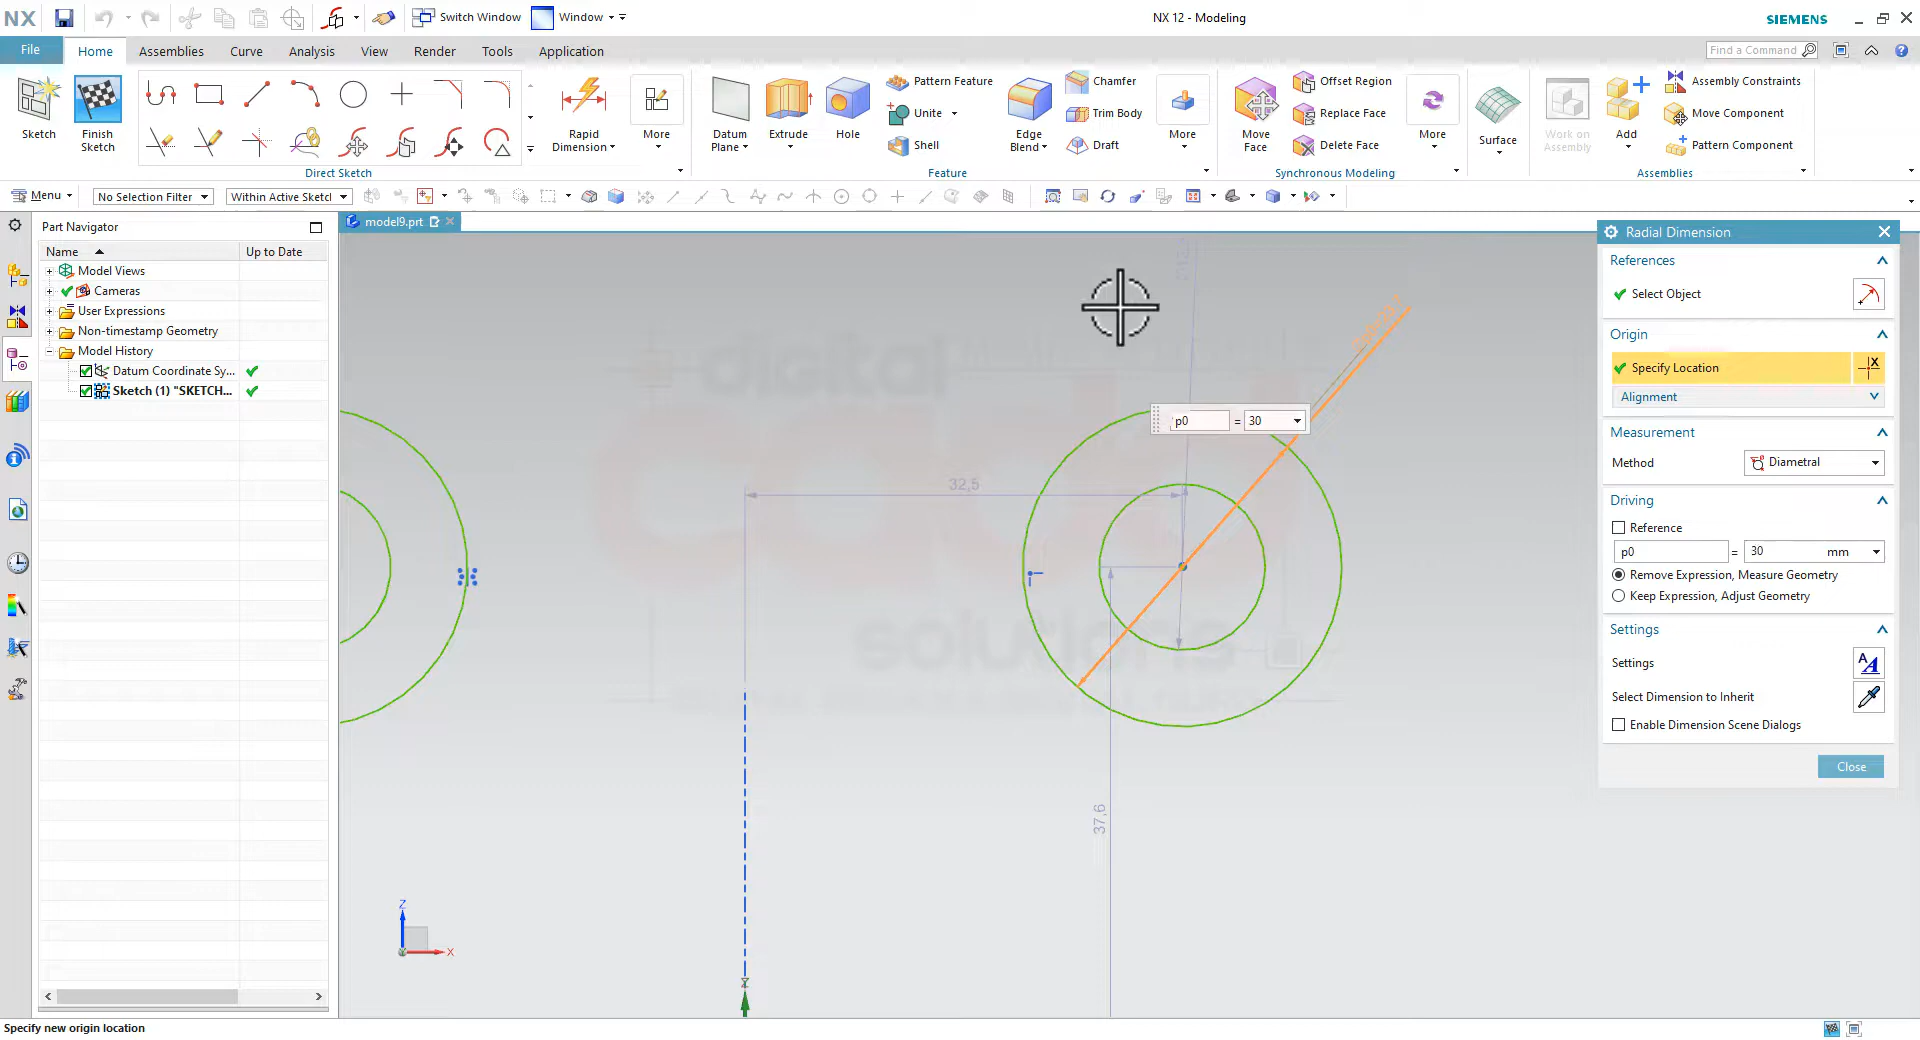 NX
Switch Window
Window
NX 12 - Modeling
SIEMENS
File
Home
Assemblies
Curve
Analysis
View
Render
Tools
Application
Find a Command
Sketch
Finish
Sketch
Rapid
Dimension
More
Direct Sketch
Datum
Plane
Extrude
Hole
Pattern Feature
Unite
Shell
Edge
Blend
Chamfer
Trim Body
Draft
More
Feature
Move
Face
Offset Region
Replace Face
Delete Face
More
Synchronous Modeling
Surface
Work on
Assembly
Add
Assembly Constraints
Move Component
Pattern Component
Assemblies
Menu
No Selection Filter
Within Active Sketcl
Part Navigator
model9.prt
Name
Up to Date
Model Views
Cameras
User Expressions
Non-timestamp Geometry
Model History
Datum Coordinate Sy...
Sketch (1) "SKETCH...
Radial Dimension
References
Select Object
Origin
Specify Location
Alignment
Measurement
Method
Diametral
Driving
Reference
p0
=
30
mm
Remove Expression, Measure Geometry
Keep Expression, Adjust Geometry
Settings
Settings
Select Dimension to Inherit
Enable Dimension Scene Dialogs
Close
digital
solutions
p0
=
30
32,5
37,6
Z
X
Specify new origin location